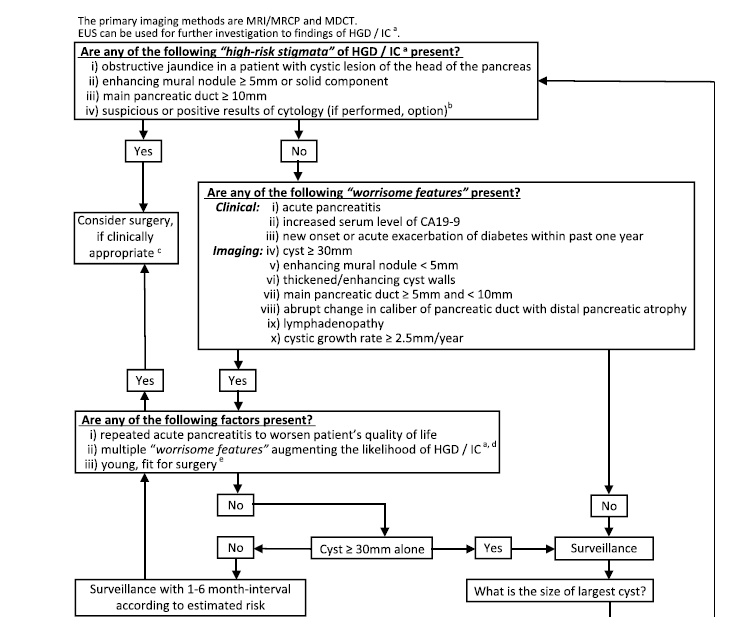 The primary imaging methods are MRI/MRCP and MDCT.
EUS can be used for further investigation to findings of HGD / IC a.
Are any of the following "high-risk stigmata" of HGD / IC a present?
i) obstructive jaundice in a patient with cystic lesion of the head of the pancreas
ii) enhancing mural nodule ≥ 5mm or solid component
iii) main pancreatic duct ≥ 10mm
iv) suspicious or positive results of cytology (if performed, option) b
Yes
No
Are any of the following "worrisome features" present?
Clinical: i) acute pancreatitis
ii) increased serum level of CA19-9
iii) new onset or acute exacerbation of diabetes within past one year
Imaging: iv) cyst ≥ 30mm
v) enhancing mural nodule < 5mm
vi) thickened/enhancing cyst walls
vii) main pancreatic duct ≥ 5mm and < 10mm
viii) abrupt change in caliber of pancreatic duct with distal pancreatic atrophy
ix) lymphadenopathy
x) cystic growth rate ≥ 2.5mm/year
Consider surgery,
if clinically
appropriate c
Yes
Yes
Are any of the following factors present?
i) repeated acute pancreatitis to worsen patient's quality of life
ii) multiple "worrisome features" augmenting the likelihood of HGD / IC a, d
iii) young, fit for surgery e
No
No
No
Cyst ≥ 30mm alone
Yes
Surveillance
Surveillance with 1-6 month-interval
according to estimated risk
What is the size of largest cyst?